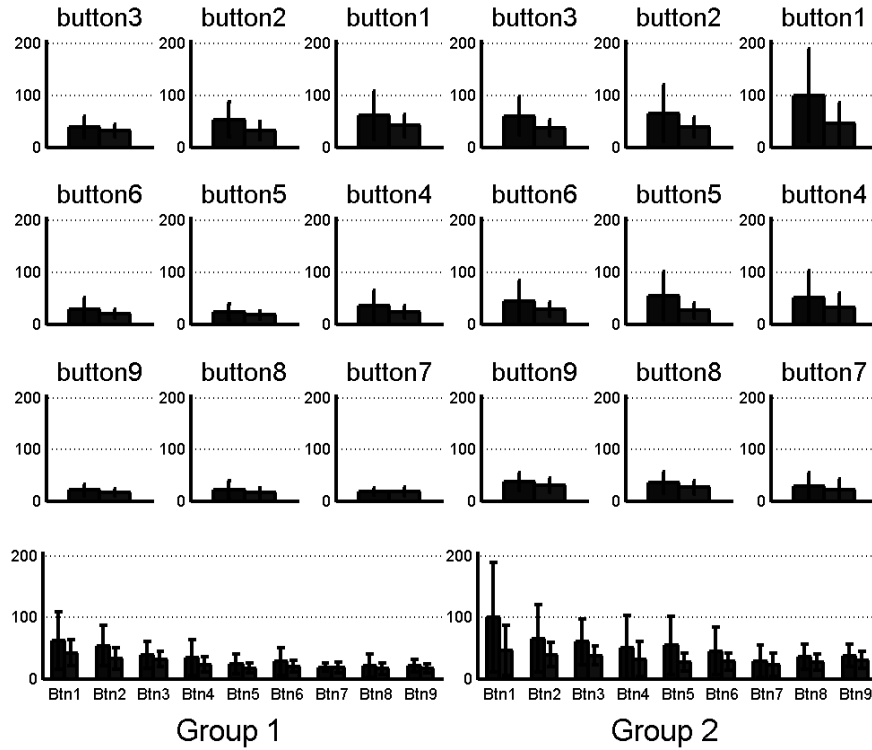 button3 button2 button1 button3 button2 button1
200 200 200 200 200 200
100 100 100 100 100 100
0 0 0 0 0 0
button6 button5 button4 button6 button5 button4
200 200 200 200 200 200
100 100 100 100 100 100
0 0 0 0 0 0
button9 button8 button7 button9 button8 button7
200 200 200 200 200 200
100 100 100 100 100 100
0 0 0 0 0 0
200 200
100 100
0 0
Btn1 Btn2 Btn3 Btn4 Btn5 Btn6 Btn7 Btn8 Btn9 Btn1 Btn2 Btn3 Btn4 Btn5 Btn6 Btn7 Btn8 Btn9
Group 1 Group 2